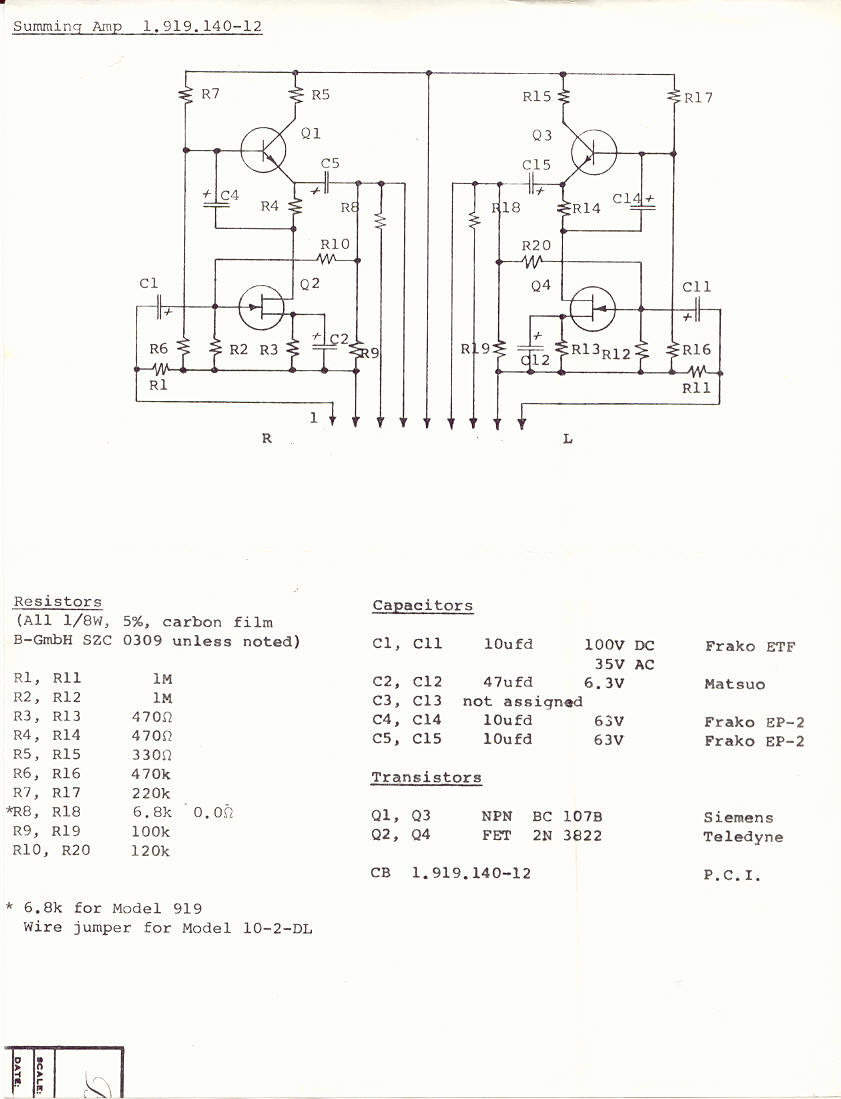 Summing Amp 1.919.140-12
R7 R5 R15 R17
Q1 Q3
C5 C15
+ C4 + R4 R8 R18 + R14 C14 +
R10 R20
C1 Q2 Q4 C11
+ + C2 + +
R6 R2 R3 R9 R19 C12 R13 R12 R16
R1 R11
1
R L
Resistors
(All 1/8W, 5%, carbon film
B-GmbH SZC 0309 unless noted)
R1, R11 1M
R2, R12 1M
R3, R13 470Ω
R4, R14 470Ω
R5, R15 330Ω
R6, R16 470k
R7, R17 220k
*R8, R18 6.8k 0.0Ω
R9, R19 100k
R10, R20 120k
* 6.8k for Model 919
Wire jumper for Model 10-2-DL
Capacitors
C1, C11 10ufd 100V DC Frako ETF
35V AC
C2, C12 47ufd 6.3V Matsuo
C3, C13 not assigned
C4, C14 10ufd 63V Frako EP-2
C5, C15 10ufd 63V Frako EP-2
Transistors
Q1, Q3 NPN BC 107B Siemens
Q2, Q4 FET 2N 3822 Teledyne
CB 1.919.140-12 P.C.I.
SCALE:
DATE: